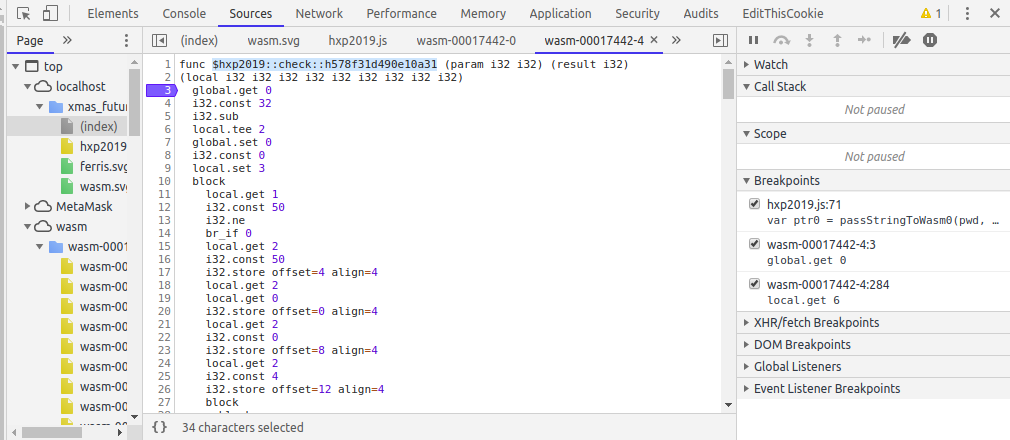 Elements Console Sources Network Performance Memory Application Security Audits EditThisCookie 1
Page » (index) wasm.svg hxp2019.js wasm-00017442-0 wasm-00017442-4 × »
top
localhost
xmas_futur
(index)
hxp2019
ferris.svg
wasm.svg
MetaMask
wasm
wasm-0001
wasm-00
wasm-00
wasm-00
wasm-00
wasm-00
wasm-00
wasm-00
wasm-00
1 func $hxp2019::check::h578f31d490e10a31 (param i32 i32) (result i32)
2 (local i32 i32 i32 i32 i32 i32 i32 i32 i32)
3 global.get 0
4 i32.const 32
5 i32.sub
6 local.tee 2
7 global.set 0
8 i32.const 0
9 local.set 3
10 block
11 local.get 1
12 i32.const 50
13 i32.ne
14 br_if 0
15 local.get 2
16 i32.const 50
17 i32.store offset=4 align=4
18 local.get 2
19 local.get 0
20 i32.store offset=0 align=4
21 local.get 2
22 i32.const 0
23 i32.store offset=8 align=4
24 local.get 2
25 i32.const 4
26 i32.store offset=12 align=4
27 block
{} 34 characters selected
Watch
Call Stack
Not paused
Scope
Not paused
Breakpoints
hxp2019.js:71
var ptr0 = passStringToWasm0(pwd, …
wasm-00017442-4:3
global.get 0
wasm-00017442-4:284
local.get 6
XHR/fetch Breakpoints
DOM Breakpoints
Global Listeners
Event Listener Breakpoints